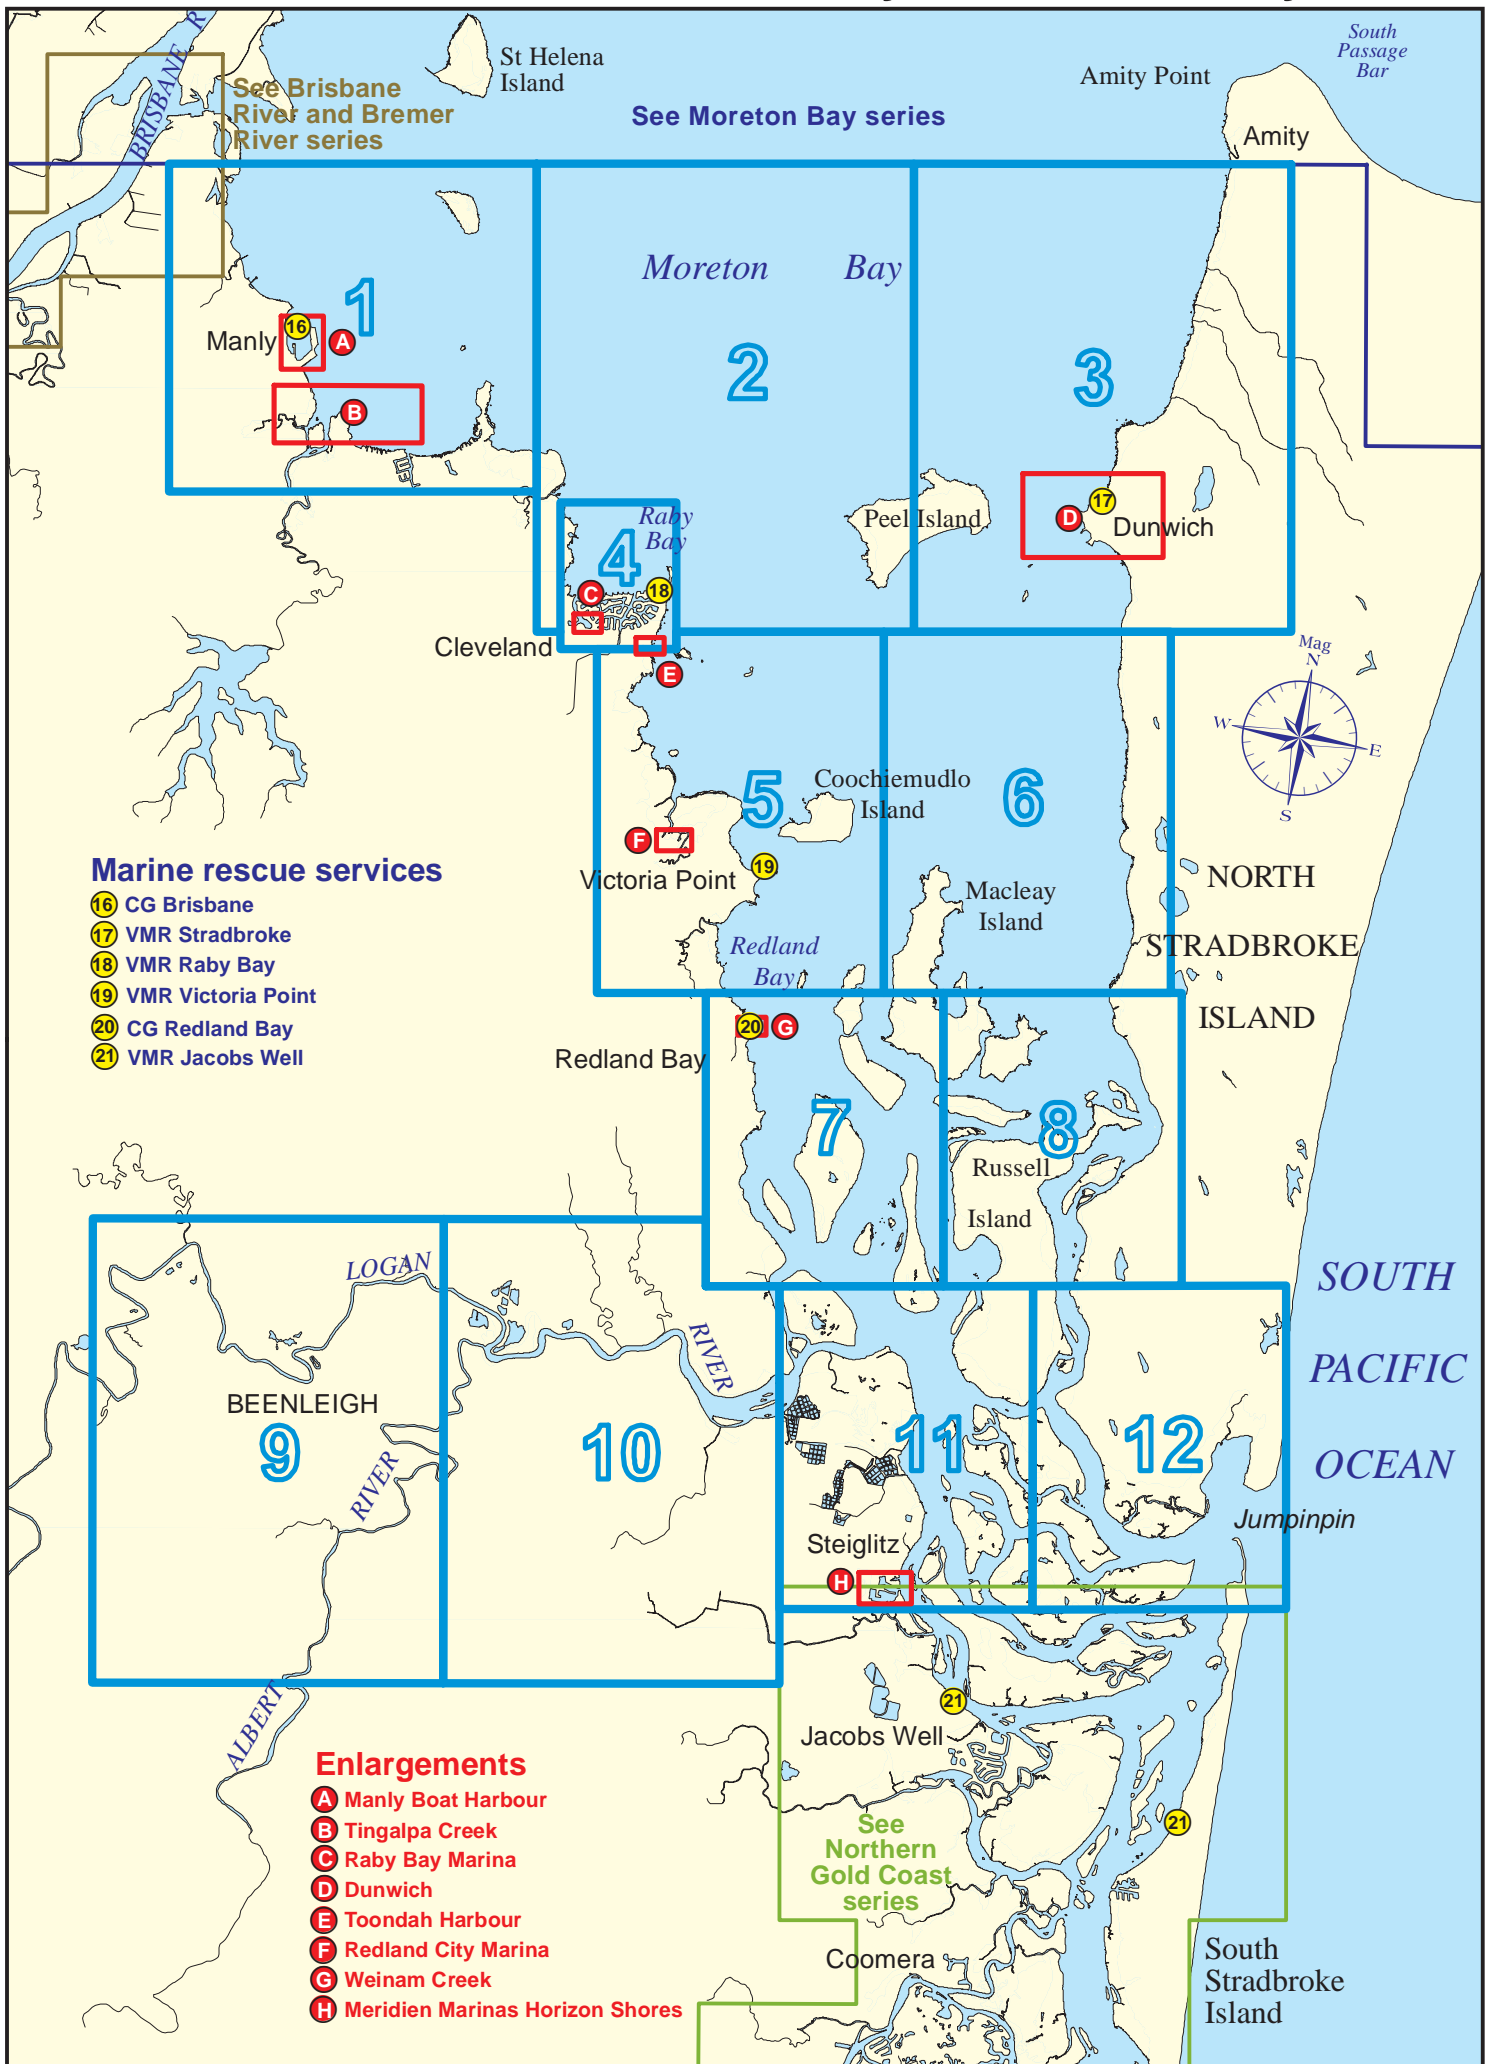 South
Passage
Bar
St Helena
Island
Amity Point
BRISBANE R
See Brisbane
River and Bremer
River series
See Moreton Bay series
Amity
Moreton Bay
1
16
Manly
A
2
3
B
Raby
Bay
Peel Island
17
D
Dunwich
4
C
18
Cleveland
E
Mag
N
W
E
S
5
Coochiemudlo
Island
6
F
Victoria Point
19
Marine rescue services
16 CG Brisbane
17 VMR Stradbroke
18 VMR Raby Bay
19 VMR Victoria Point
20 CG Redland Bay
21 VMR Jacobs Well
Macleay
Island
NORTH
STRADBROKE
ISLAND
Redland
Bay
20
G
Redland Bay
7
8
Russell
Island
LOGAN
RIVER
SOUTH
PACIFIC
OCEAN
BEENLEIGH
9
10
11
12
RIVER
Jumpinpin
Steiglitz
H
ALBERT
21
Jacobs Well
Enlargements
A Manly Boat Harbour
B Tingalpa Creek
C Raby Bay Marina
D Dunwich
E Toondah Harbour
F Redland City Marina
G Weinam Creek
H Meridien Marinas Horizon Shores
21
See
Northern
Gold Coast
series
Coomera
South
Stradbroke
Island